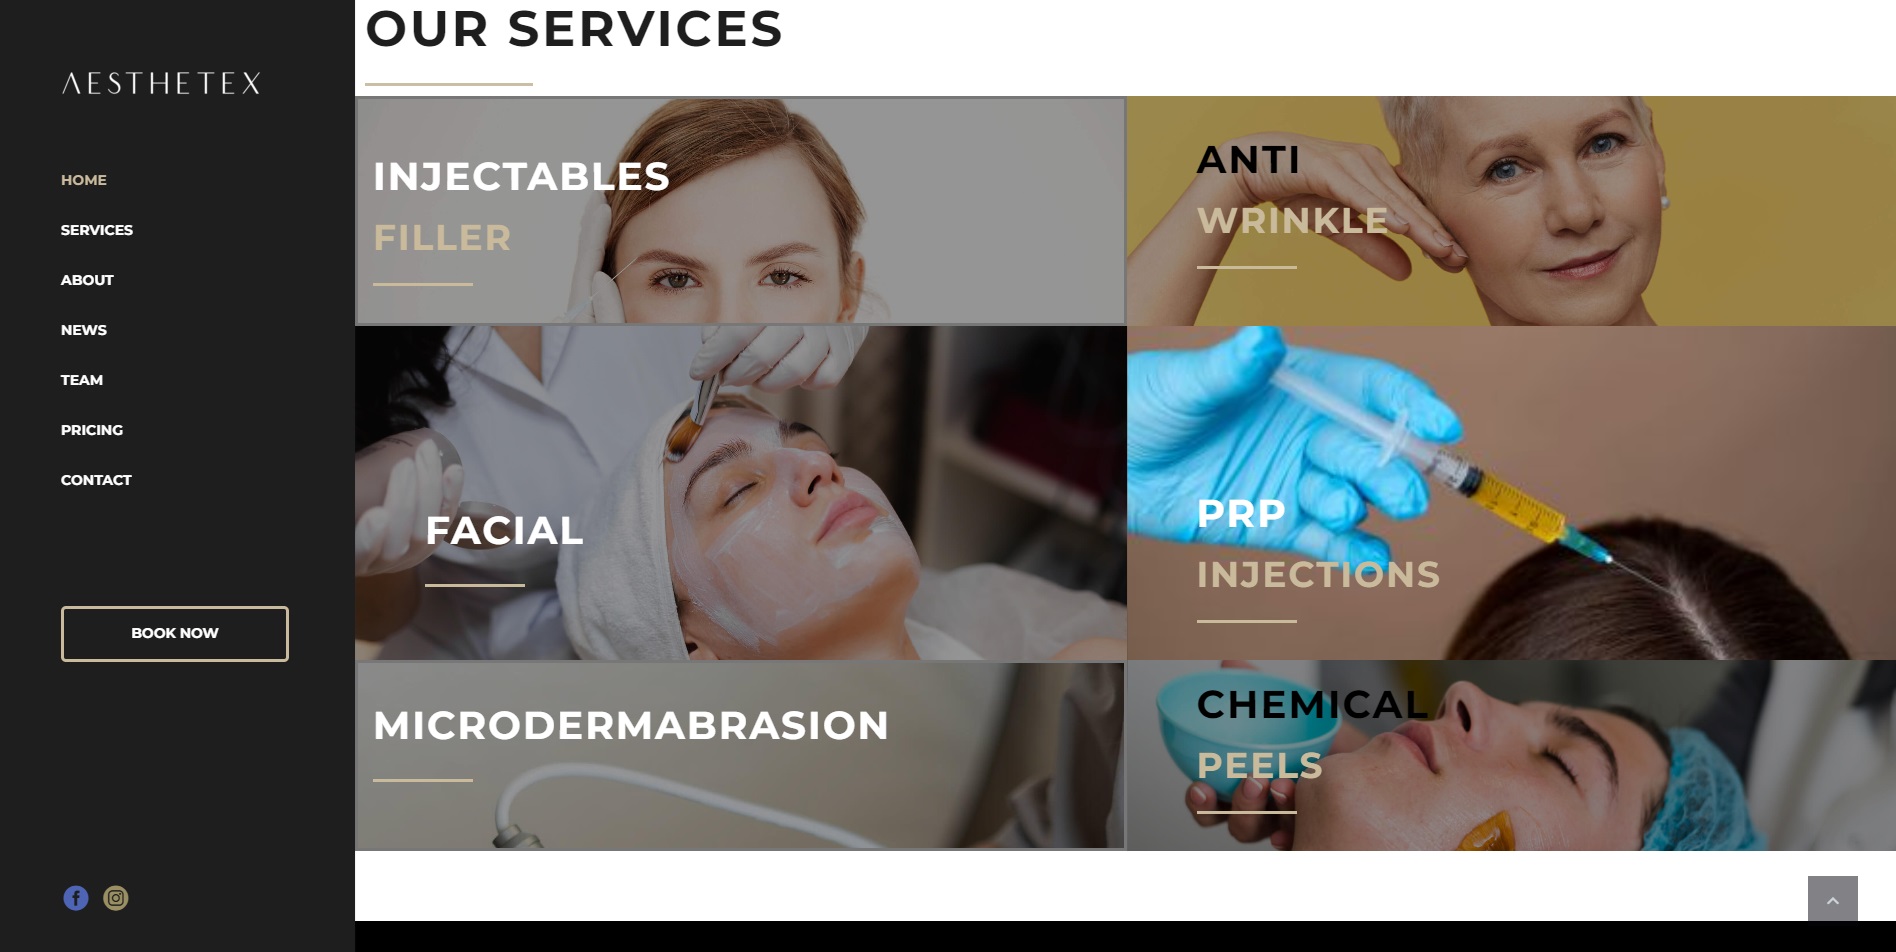 AESTHETEX
HOME
SERVICES
ABOUT
NEWS
TEAM
PRICING
CONTACT
BOOK NOW
OUR SERVICES
INJECTABLES
FILLER
ANTI
WRINKLE
FACIAL
PRP
INJECTIONS
MICRODERMABRASION
CHEMICAL
PEELS